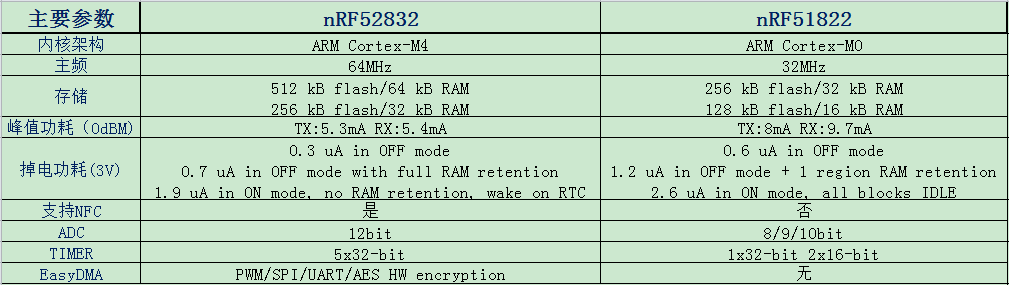 主要参数 nRF52832 nRF51822
内核架构 ARM Cortex-M4 ARM Cortex-M0
主频 64MHz 32MHz
存储 512 kB flash/64 kB RAM 256 kB flash/32 kB RAM
256 kB flash/32 kB RAM 128 kB flash/16 kB RAM
峰值功耗（0dBM) TX:5.3mA RX:5.4mA TX:8mA RX:9.7mA
掉电功耗(3V) 0.3 uA in OFF mode 0.6 uA in OFF mode
0.7 uA in OFF mode with full RAM retention 1.2 uA in OFF mode + 1 region RAM retention
1.9 uA in ON mode, no RAM retention, wake on RTC 2.6 uA in ON mode, all blocks IDLE
支持NFC 是 否
ADC 12bit 8/9/10bit
TIMER 5x32-bit 1x32-bit 2x16-bit
EasyDMA PWM/SPI/UART/AES HW encryption 无